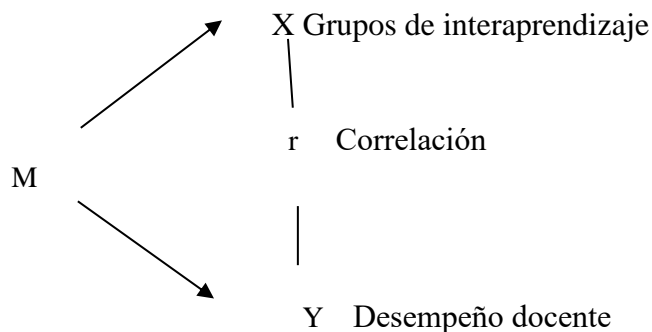 X Grupos de interaprendizaje
r Correlación
M
Y Desempeño docente